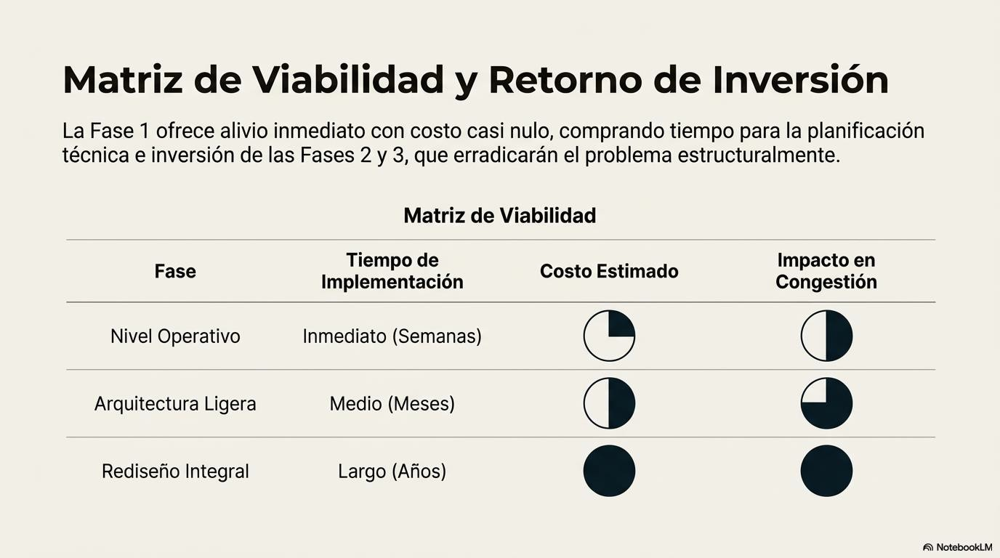 Matriz de Viabilidad y Retorno de Inversión
La Fase 1 ofrece alivio inmediato con costo casi nulo, comprando tiempo para la planificación
técnica e inversión de las Fases 2 y 3, que erradicarán el problema estructuralmente.
Matriz de Viabilidad
Fase
Tiempo de
Implementación
Costo Estimado
Impacto en
Congestión
Nivel Operativo
Inmediato (Semanas)
Arquitectura Ligera
Medio (Meses)
Rediseño Integral
Largo (Años)
NotebookLM